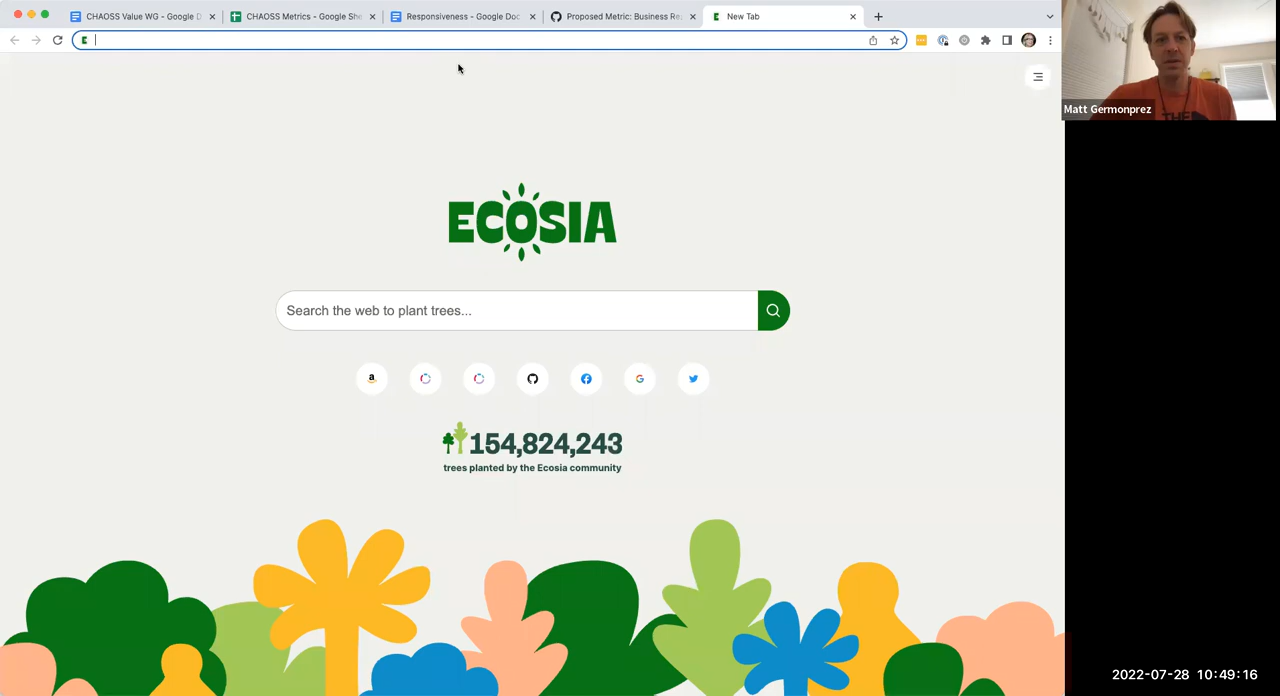 CHAOSS Value WG - Google D
CHAOSS Metrics - Google She
Responsiveness - Google Doc
Proposed Metric: Business Re
New Tab
Matt Germonprez
THE
ECOSIA
Search the web to plant trees...
154,824,243
trees planted by the Ecosia community
2022-07-28 10:49:16